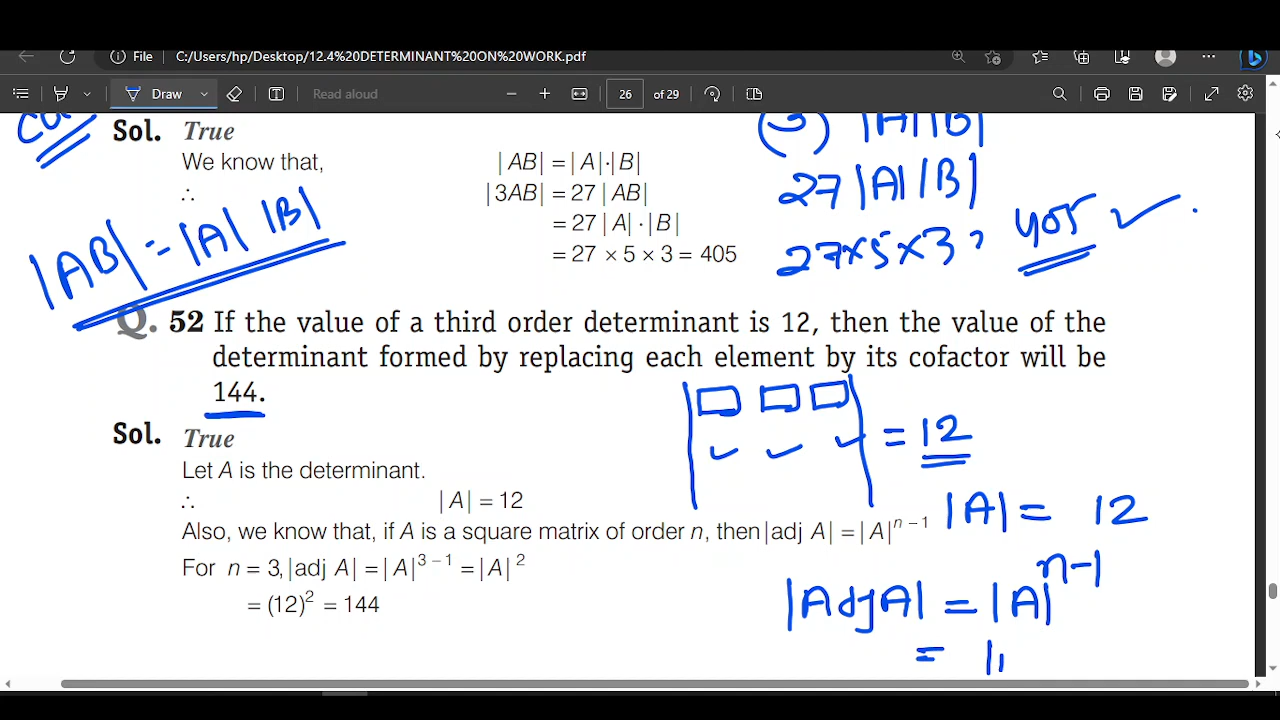 File C:/Users/hp/Desktop/12.4%20DETERMINANT%20ON%20WORK.pdf
Draw Read aloud 26 of 29
|A| |B|
Sol. True
We know that, |AB| = |A|·|B|
27 |A| |B|
∴ |3AB| = 27 |AB|
= 27 |A| · |B|
405
|AB| = |A| |B|
= 27 × 5 × 3 = 405
27×5×3
Q. 52 If the value of a third order determinant is 12, then the value of the
determinant formed by replacing each element by its cofactor will be
144.
Sol. True
= 12
Let A is the determinant.
∴ |A| = 12
|A| = 12
Also, we know that, if A is a square matrix of order n, then |adj A| = |A|ⁿ⁻¹
For n = 3, |adj A| = |A|³⁻¹ = |A|²
= (12)² = 144
|AdjA| = |A|ⁿ⁻¹
=